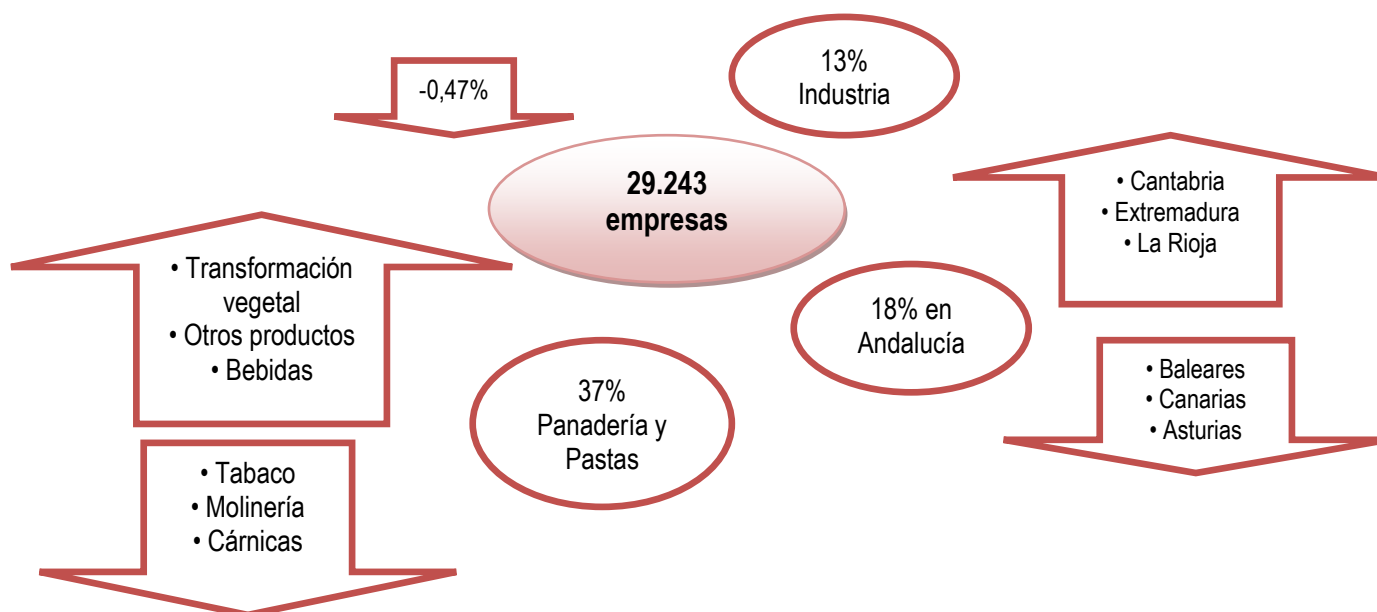 13%
Industria
-0,47%
29.243
empresas
• Cantabria
• Extremadura
• La Rioja
• Transformación
vegetal
• Otros productos
• Bebidas
18% en
Andalucía
37%
Panadería y
Pastas
• Baleares
• Canarias
• Asturias
• Tabaco
• Molinería
• Cárnicas